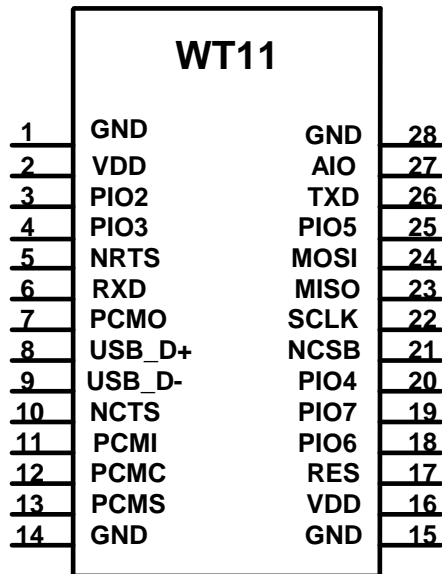 WT11
1 GND GND 28
2 VDD AIO 27
3 PIO2 TXD 26
4 PIO3 PIO5 25
5 NRTS MOSI 24
6 RXD MISO 23
7 PCMO SCLK 22
8 USB_D+ NCSB 21
9 USB_D- PIO4 20
10 NCTS PIO7 19
11 PCMI PIO6 18
12 PCMC RES 17
13 PCMS VDD 16
14 GND GND 15